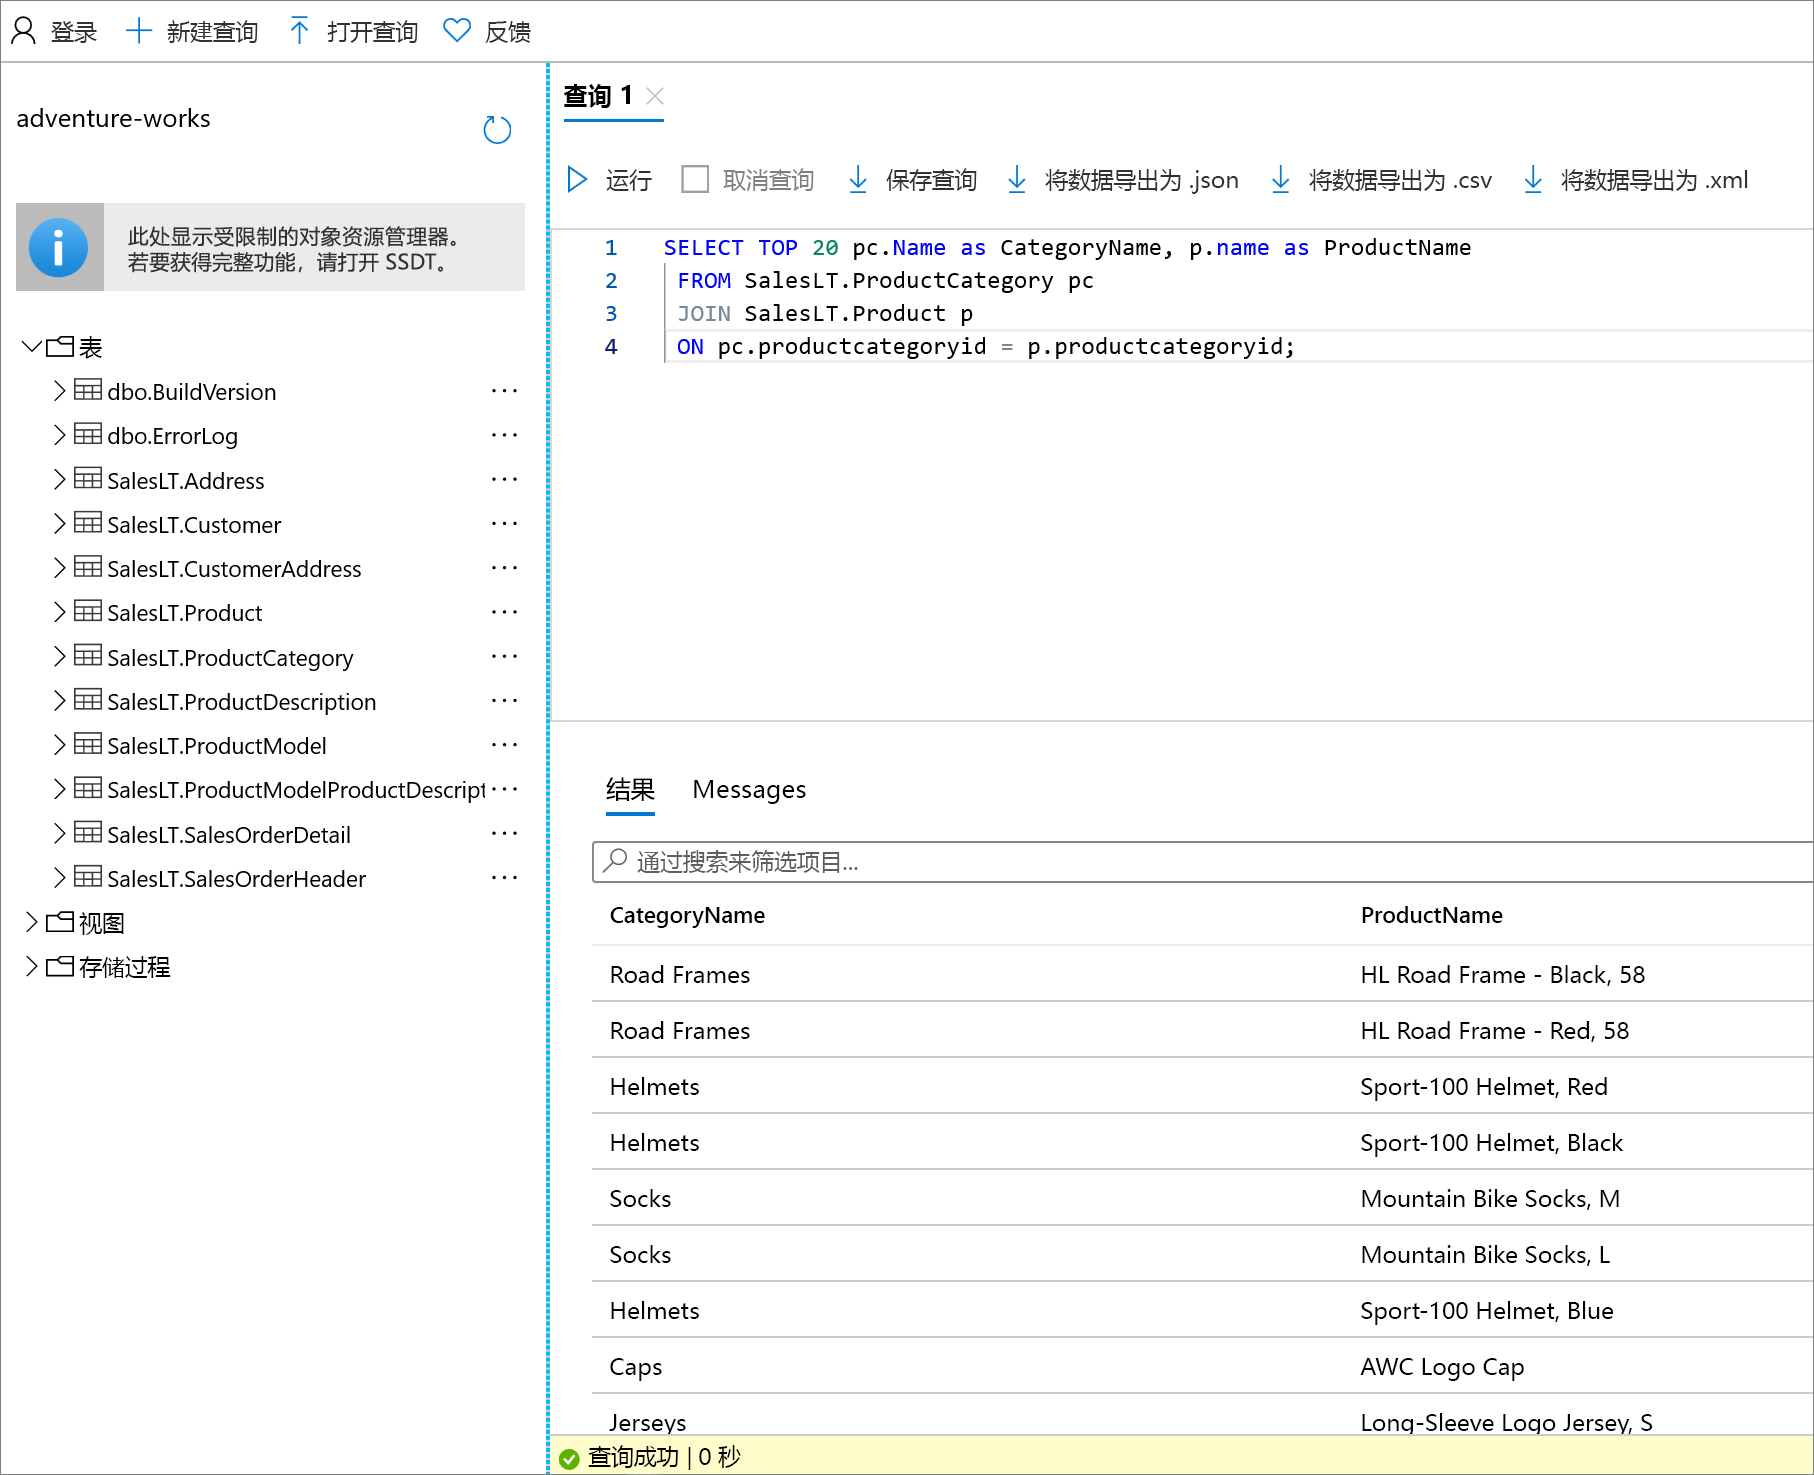 登录 新建查询 打开查询 反馈
adventure-works
此处显示受限制的对象资源管理器。
若要获得完整功能，请打开 SSDT。
表
dbo.BuildVersion ...
dbo.ErrorLog ...
SalesLT.Address ...
SalesLT.Customer ...
SalesLT.CustomerAddress ...
SalesLT.Product ...
SalesLT.ProductCategory ...
SalesLT.ProductDescription ...
SalesLT.ProductModel ...
SalesLT.ProductModelProductDescript ...
SalesLT.SalesOrderDetail ...
SalesLT.SalesOrderHeader ...
视图
存储过程
查询 1
运行 取消查询 保存查询 将数据导出为 .json 将数据导出为 .csv 将数据导出为 .xml
1 SELECT TOP 20 pc.Name as CategoryName, p.name as ProductName
2 FROM SalesLT.ProductCategory pc
3 JOIN SalesLT.Product p
4 ON pc.productcategoryid = p.productcategoryid;
结果 Messages
通过搜索来筛选项目...
CategoryName ProductName
Road Frames HL Road Frame - Black, 58
Road Frames HL Road Frame - Red, 58
Helmets Sport-100 Helmet, Red
Helmets Sport-100 Helmet, Black
Socks Mountain Bike Socks, M
Socks Mountain Bike Socks, L
Helmets Sport-100 Helmet, Blue
Caps AWC Logo Cap
Jerseys Long-Sleeve Logo Jersey, S
查询成功 | 0 秒